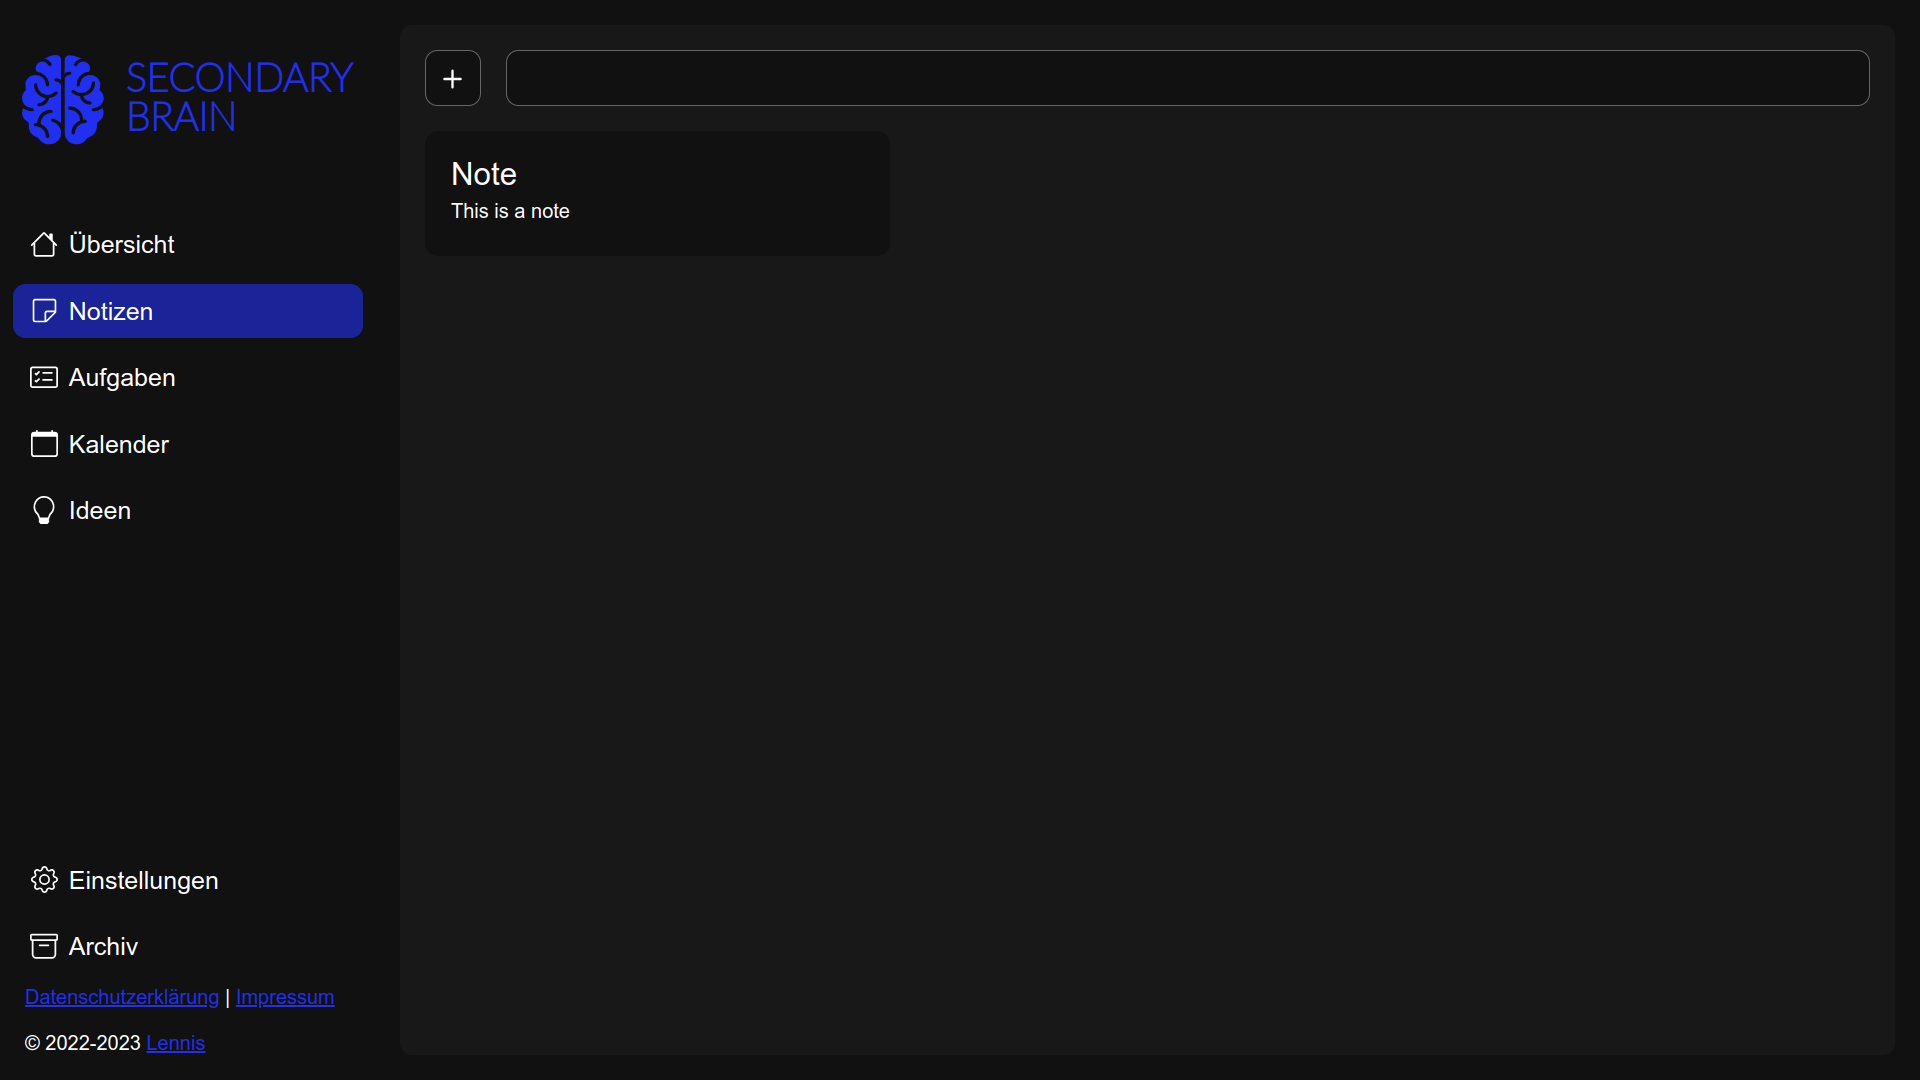 SECONDARY
BRAIN
Übersicht
Notizen
Aufgaben
Kalender
Ideen
Einstellungen
Archiv
Datenschutzerklärung | Impressum
© 2022-2023 Lennis
Note
This is a note